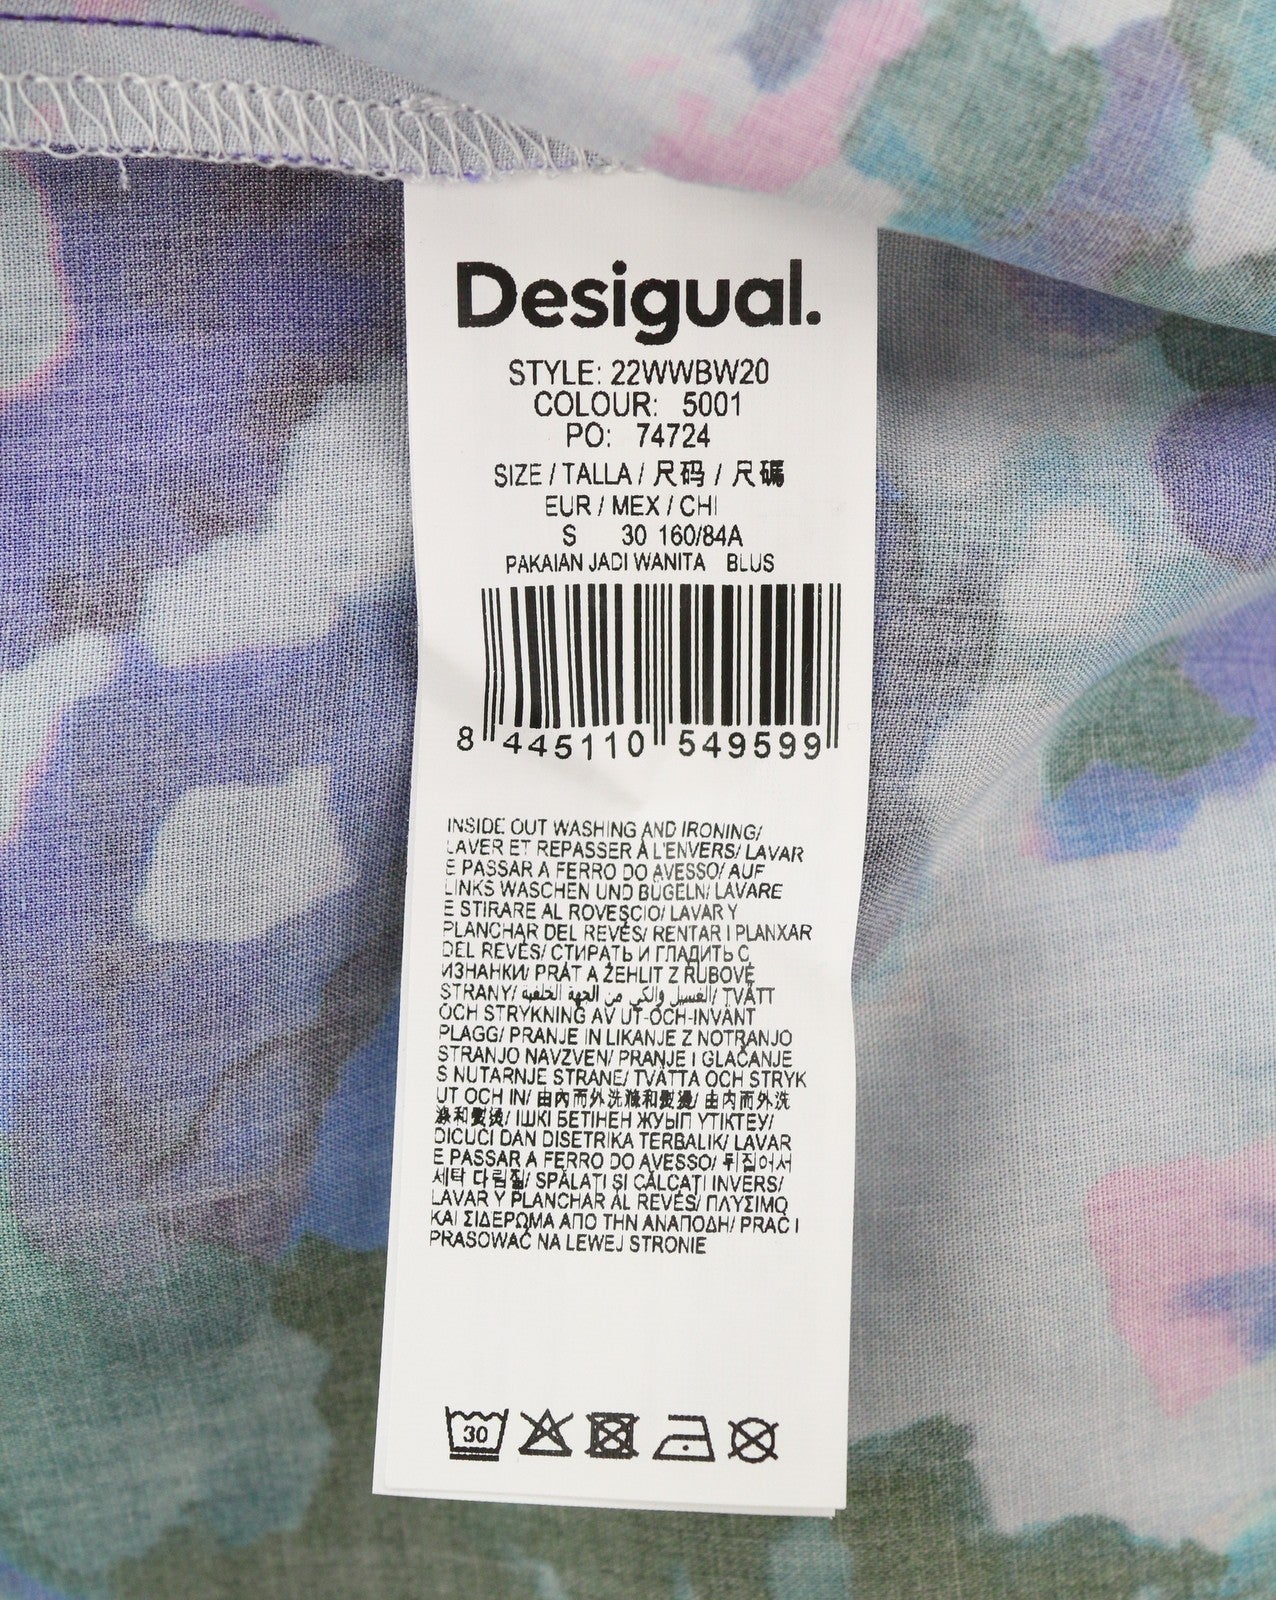 Desigual.
STYLE: 22WWBW20
COLOUR: 5001
PO: 74724
SIZE / TALLA / 尺码 / 尺碼
EUR / MEX / CHI
S 30 160/84A
PAKAIAN JADI WANITA BLUS
8 445110 549599
INSIDE OUT WASHING AND IRONING/
LAVER ET REPASSER À L'ENVERS/ LAVAR
E PASSAR A FERRO DO AVESSO/ AUF
LINKS WASCHEN UND BÜGELN/ LAVARE
E STIRARE AL ROVESCIO/ LAVAR Y
PLANCHAR DEL REVÉS/ RENTAR I PLANXAR
DEL REVÉS/ СТИРАТЬ И ГЛАДИТЬ С
ИЗНАНКИ/ PRÁT A ŽEHLIT Z RUBOVÉ
STRANY/ الغسيل والكي من الجهة الخلفية/ TVÄTT
OCH STRYKNING AV UT-OCH-INVÄNT
PLAGG/ PRANJE IN LIKANJE Z NOTRANJO
STRANJO NAVZVEN/ PRANJE I GLAČANJE
S NUTARNJE STRANE/ TVÄTTA OCH STRYK
UT OCH IN/ 由內而外洗滌和熨燙/ 由内而外洗
滌和熨烫/ ІШКІ БЕТІНЕН ЖУЫП ҮТІКТЕУ/
DICUCI DAN DISETRIKA TERBALIK/ LAVAR
E PASSAR A FERRO DO AVESSO/ 뒤집어서
세탁 다림질/ SPĂLAȚI ȘI CĂLCAȚI INVERS/
LAVAR Y PLANCHAR AL REVÉS/ ΠΛΥΣΙΜΟ
ΚΑΙ ΣΙΔΕΡΩΜΑ ΑΠΟ ΤΗΝ ΑΝΑΠΟΔΗ/ PRAĆ I
PRASOWAĆ NA LEWEJ STRONIE
30